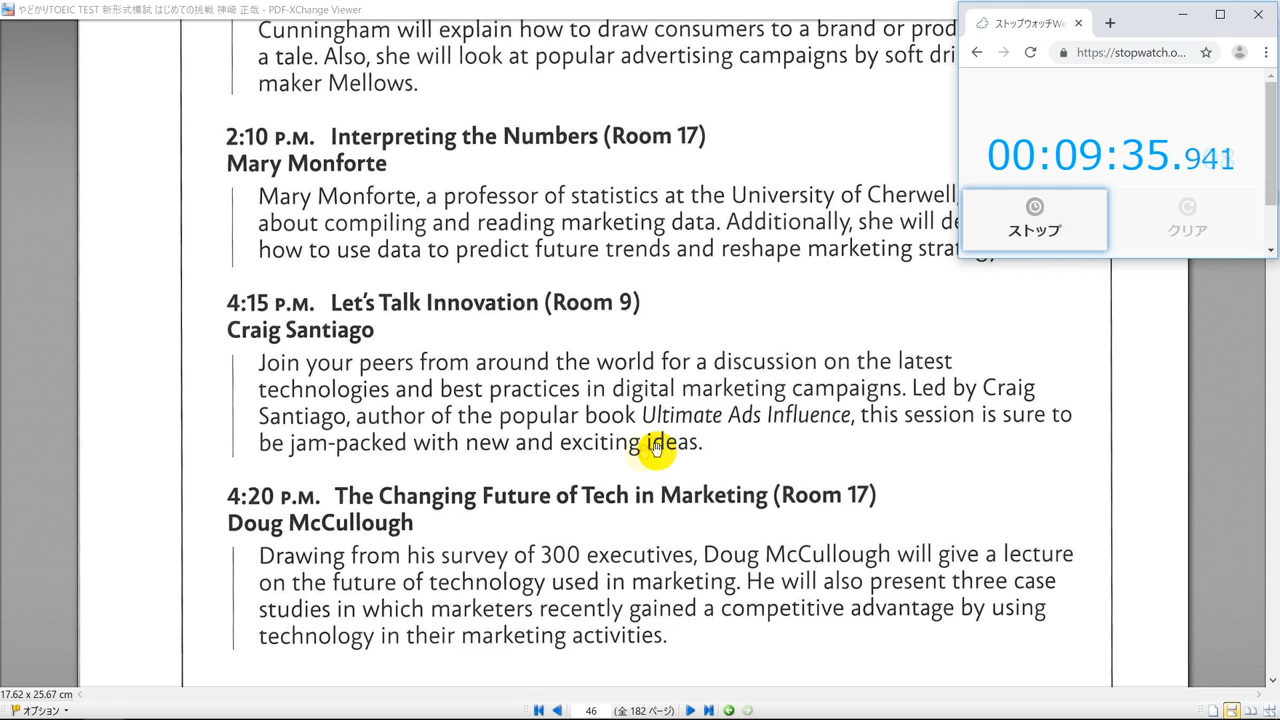 やどかりTOEIC TEST 新形式模試 はじめての挑戦 神崎 正哉 - PDF-XChange Viewer
Cunningham will explain how to draw consumers to a brand or prod
a tale. Also, she will look at popular advertising campaigns by soft dri
maker Mellows.
2:10 P.M. Interpreting the Numbers (Room 17)
Mary Monforte
Mary Monforte, a professor of statistics at the University of Cherwell,
about compiling and reading marketing data. Additionally, she will de
how to use data to predict future trends and reshape marketing strategy
4:15 P.M. Let's Talk Innovation (Room 9)
Craig Santiago
Join your peers from around the world for a discussion on the latest
technologies and best practices in digital marketing campaigns. Led by Craig
Santiago, author of the popular book Ultimate Ads Influence, this session is sure to
be jam-packed with new and exciting ideas.
4:20 P.M. The Changing Future of Tech in Marketing (Room 17)
Doug McCullough
Drawing from his survey of 300 executives, Doug McCullough will give a lecture
on the future of technology used in marketing. He will also present three case
studies in which marketers recently gained a competitive advantage by using
technology in their marketing activities.
ストップウォッチWe
https://stopwatch.o...
00:09:35.941
ストップ
クリア
17.62 x 25.67 cm
オプション
46
(全 182 ページ)